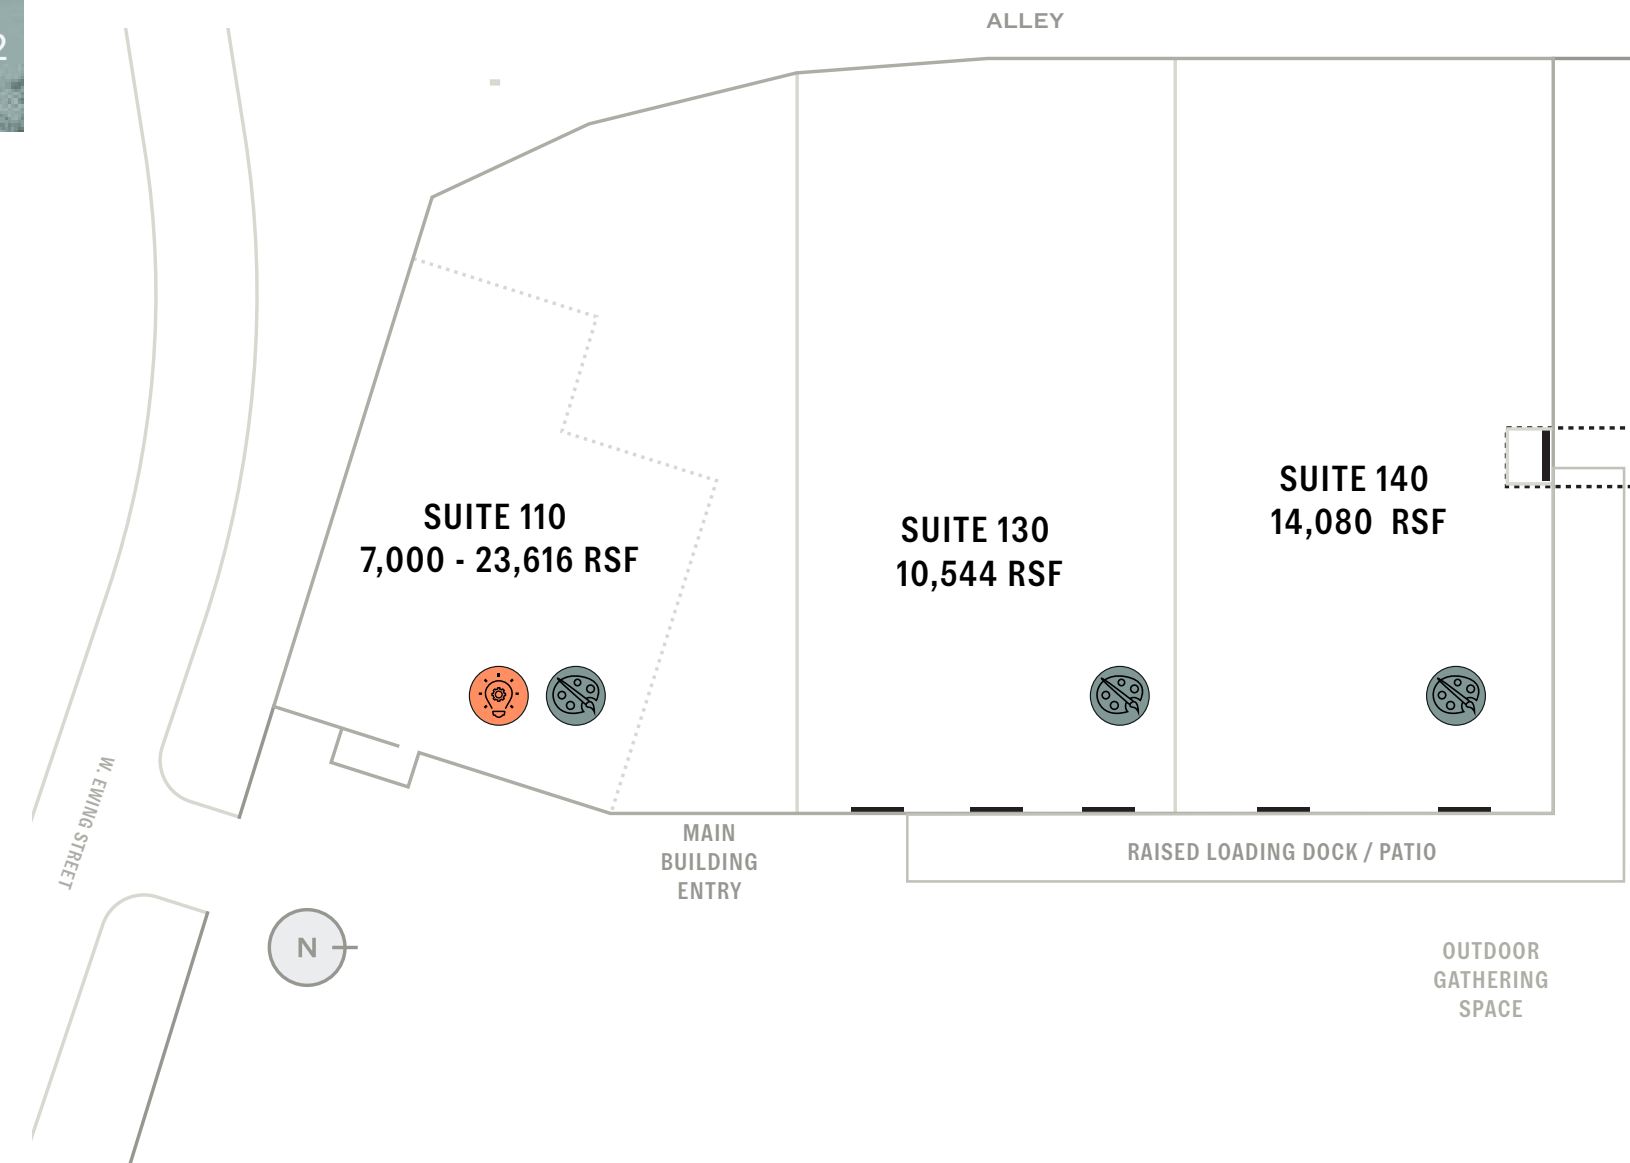 2
ALLEY
SUITE 110
7,000 - 23,616 RSF
SUITE 130
10,544 RSF
SUITE 140
14,080 RSF
W. EWING STREET
MAIN
BUILDING
ENTRY
RAISED LOADING DOCK / PATIO
N
OUTDOOR
GATHERING
SPACE